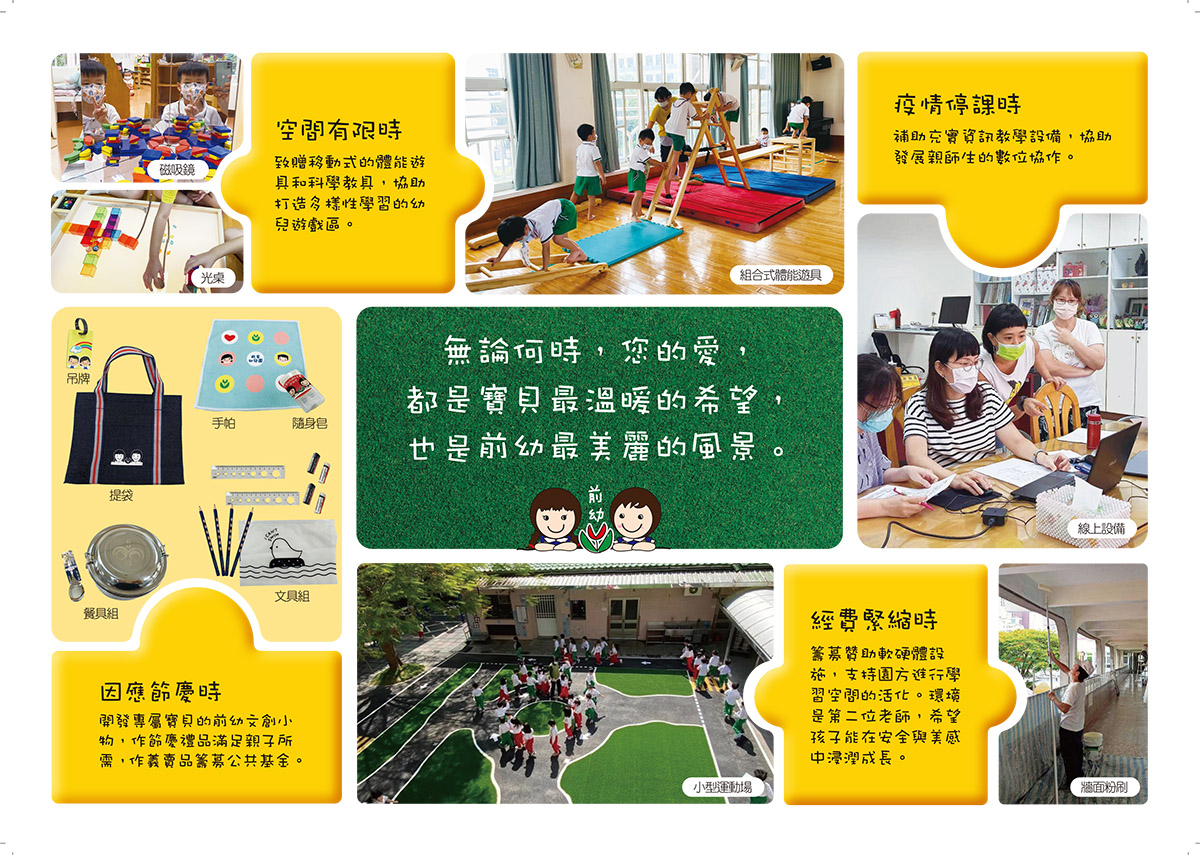 空間有限時
致贈移動式的體能遊
具和科學教具，協助
打造多樣性學習的幼
兒遊戲區。
磁吸鏡
光桌
組合式體能遊具
疫情停課時
補助充實資訊教學設備，協助
發展親師生的數位協作。
線上設備
吊牌
手帕
隨身皂
提袋
餐具組
文具組
無論何時，您的愛，
都是寶貝最溫暖的希望，
也是前幼最美麗的風景。
前
幼
因應節慶時
開發專屬寶貝的前幼文創小
物，作節慶禮品滿足親子所
需，作義賣品籌募公共基金。
小型運動場
經費緊縮時
籌募贊助軟硬體設
施，支持園方進行學
習空間的活化。環境
是第二位老師，希望
孩子能在安全與美感
中浸潤成長。
牆面粉刷